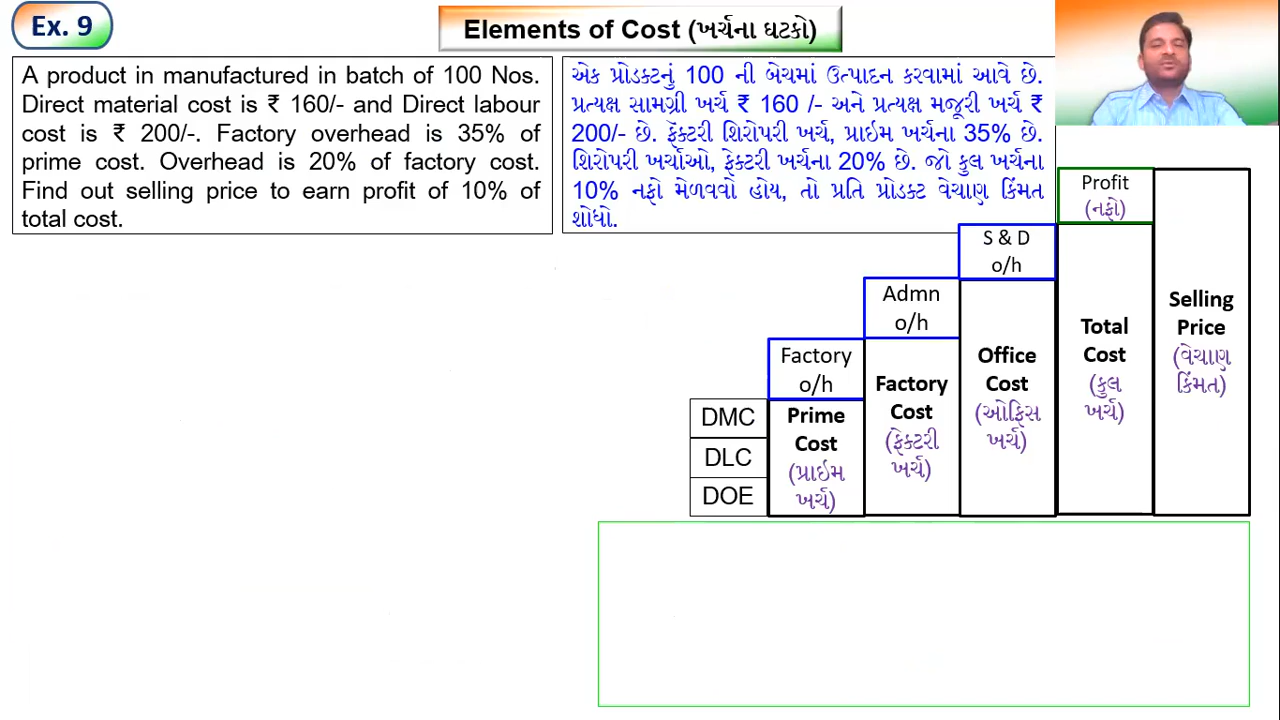 Ex. 9
Elements of Cost (ખર્ચના ઘટકો)
A product in manufactured in batch of 100 Nos.
Direct material cost is ₹ 160/- and Direct labour
cost is ₹ 200/-. Factory overhead is 35% of
prime cost. Overhead is 20% of factory cost.
Find out selling price to earn profit of 10% of
total cost.
એક પ્રોડક્ટનું 100 ની બેચમાં ઉત્પાદન કરવામાં આવે છે.
પ્રત્યક્ષ સામગ્રી ખર્ચ ₹ 160 /- અને પ્રત્યક્ષ મજૂરી ખર્ચ ₹
200/- છે. ફૅક્ટરી શિરોપરી ખર્ચ, પ્રાઇમ ખર્ચના 35% છે.
શિરોપરી ખર્ચાઓ, ફેક્ટરી ખર્ચના 20% છે. જો કુલ ખર્ચના
10% નફો મેળવવો હોય, તો પ્રતિ પ્રોડક્ટ વેચાણ કિંમત
શોધો.
Profit
(નફો)
S & D
o/h
Admn
o/h
Factory
o/h
DMC
DLC
DOE
Prime
Cost
(પ્રાઇમ
ખર્ચ)
Factory
Cost
(ફેક્ટરી
ખર્ચ)
Office
Cost
(ઓફિસ
ખર્ચ)
Total
Cost
(કુલ
ખર્ચ)
Selling
Price
(વેચાણ
કિંમત)